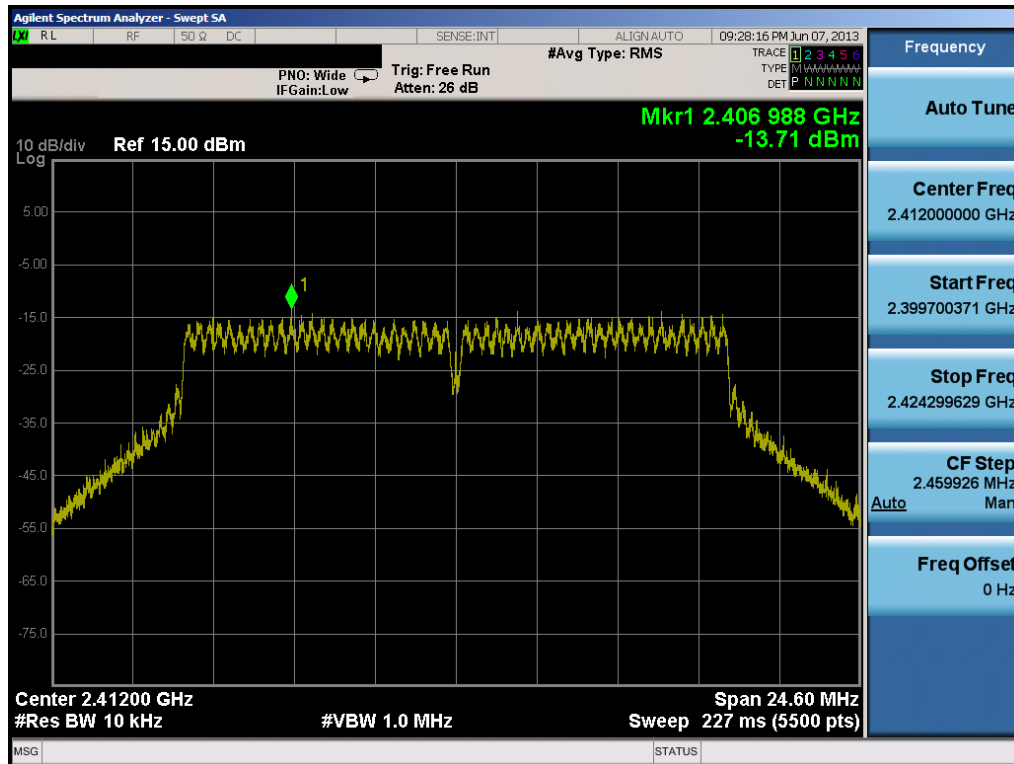 Agilent Spectrum Analyzer - Swept SA
LXI RL RF 50 Ω DC SENSE:INT ALIGN AUTO 09:28:16 PM Jun 07, 2013
Frequency
#Avg Type: RMS
TRACE 1 2 3 4 5 6
PNO: Wide Trig: Free Run
TYPE M W W W W W
IFGain:Low Atten: 26 dB
DET P N N N N N
Auto Tune
Mkr1 2.406 988 GHz
-13.71 dBm
10 dB/div Ref 15.00 dBm
Log
Center Freq
2.412000000 GHz
5.00
-5.00
Start Freq
2.399700371 GHz
1
-15.0
-25.0
Stop Freq
2.424299629 GHz
-35.0
-45.0
CF Step
2.459926 MHz
Auto Man
-55.0
Freq Offset
0 Hz
-65.0
-75.0
Center 2.41200 GHz Span 24.60 MHz
#Res BW 10 kHz #VBW 1.0 MHz Sweep 227 ms (5500 pts)
MSG STATUS